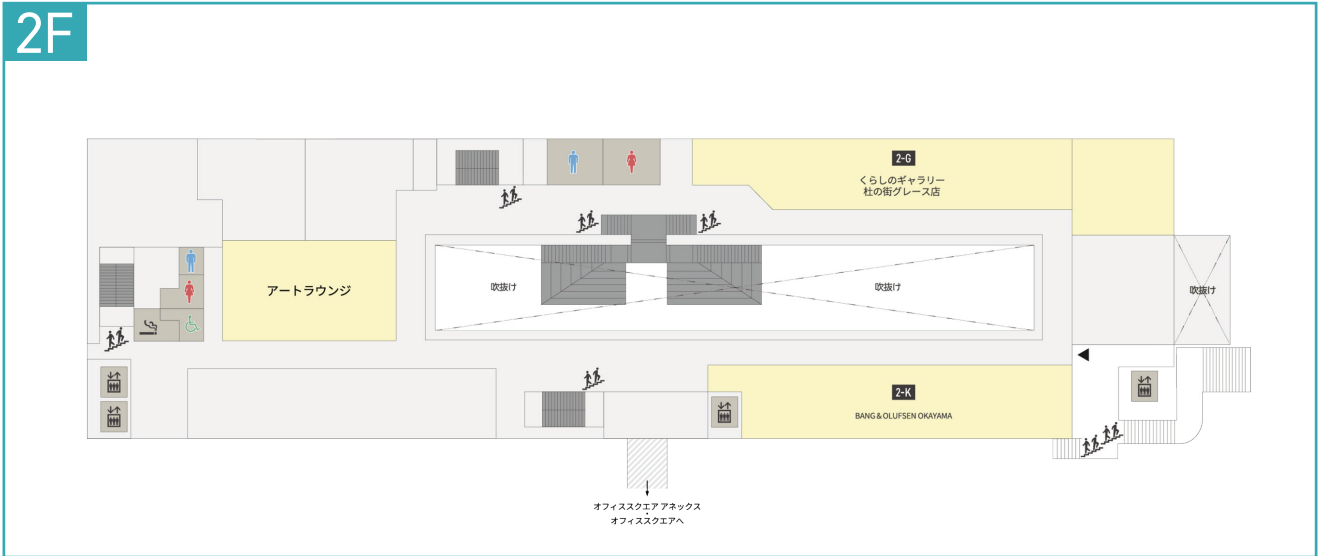 2F
2-G
くらしのギャラリー
杜の街グレース店
アートラウンジ
吹抜け
吹抜け
吹抜け
2-K
BANG & OLUFSEN OKAYAMA
オフィススクエア アネックス
・
オフィススクエアへ